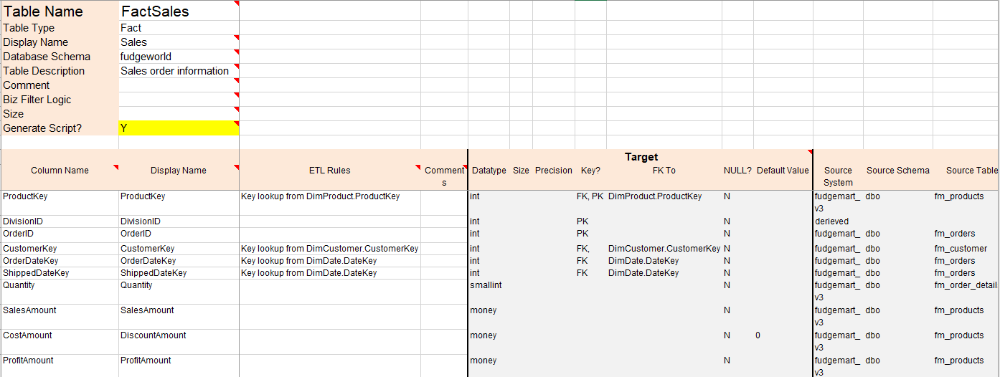 Table Name FactSales
Table Type Fact
Display Name Sales
Database Schema fudgeworld
Table Description Sales order information
Comment
Biz Filter Logic
Size
Generate Script? Y
Target
Column Name Display Name ETL Rules Comment Datatype Size Precision Key? FK To NULL? Default Value Source Source Schema Source Table
s System
ProductKey ProductKey Key lookup from DimProduct.ProductKey int FK, PK DimProduct.ProductKey N fudgemart_ dbo fm_products
v3
DivisionID DivisionID int PK N derieved
OrderID OrderID int PK N fudgemart_ dbo fm_orders
CustomerKey CustomerKey Key lookup from DimCustomer.CustomerKey int FK, DimCustomer.CustomerKey N fudgemart_ dbo fm_customer
OrderDateKey OrderDateKey Key lookup from DimDate.DateKey int FK DimDate.DateKey N fudgemart_ dbo fm_orders
ShippedDateKey ShippedDateKey Key lookup from DimDate.DateKey int FK DimDate.DateKey N fudgemart_ dbo fm_orders
Quantity Quantity smallint N fudgemart_ dbo fm_order_detail
v3
SalesAmount SalesAmount money N fudgemart_ dbo fm_products
v3
CostAmount DiscountAmount money N 0 fudgemart_ dbo fm_products
v3
ProfitAmount ProfitAmount money N fudgemart_ dbo fm_products
v3